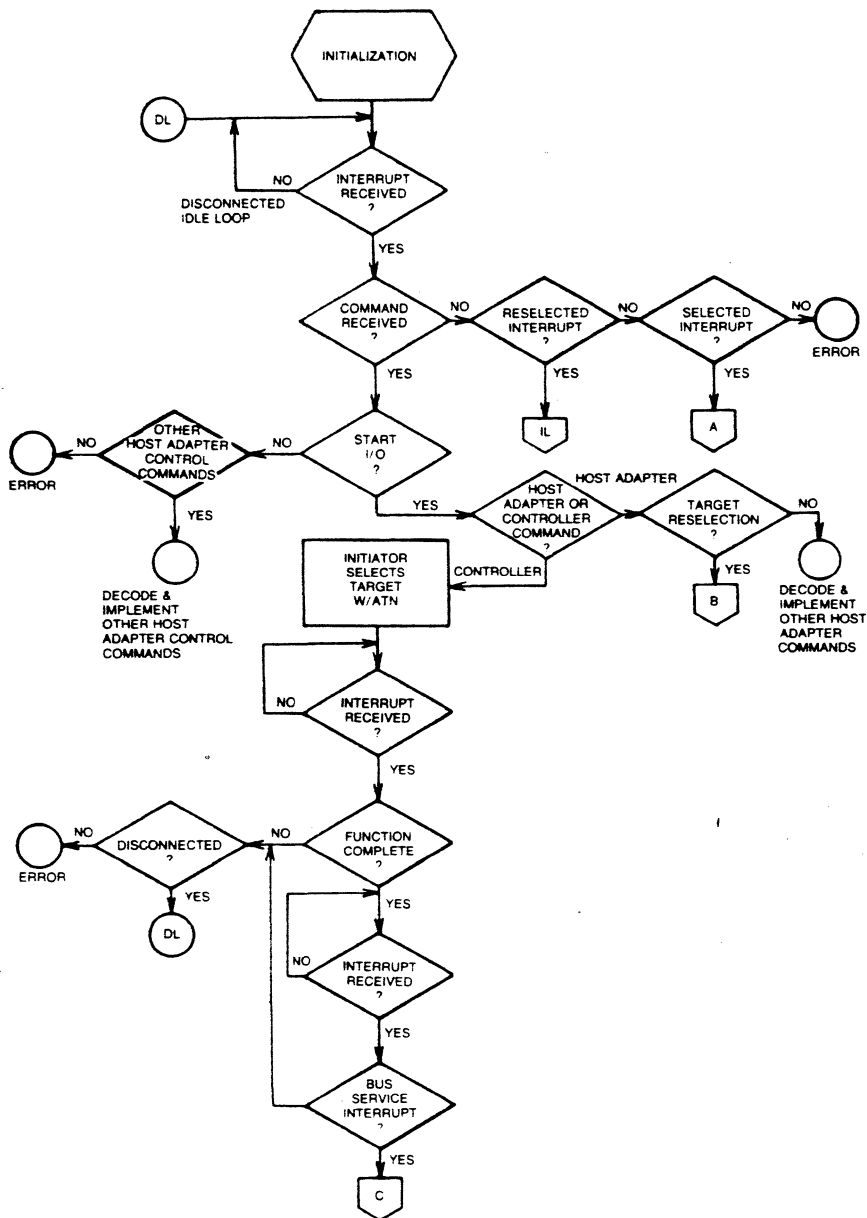 INITIALIZATION
DL
NO
INTERRUPT
RECEIVED
?
DISCONNECTED
IDLE LOOP
YES
COMMAND
RECEIVED
?
NO
RESELECTED
INTERRUPT
?
NO
SELECTED
INTERRUPT
?
NO
ERROR
YES
YES
YES
IL
A
OTHER
HOST ADAPTER
CONTROL
COMMANDS
NO
ERROR
NO
START
I/O
?
YES
YES
HOST ADAPTER
HOST
ADAPTER OR
CONTROLLER
COMMAND
?
TARGET
RESELECTION
?
NO
YES
B
DECODE &
IMPLEMENT
OTHER HOST
ADAPTER
COMMANDS
DECODE &
IMPLEMENT
OTHER HOST
ADAPTER CONTROL
COMMANDS
INITIATOR
SELECTS
TARGET
W/ATN
CONTROLLER
NO
INTERRUPT
RECEIVED
?
YES
NO
ERROR
DISCONNECTED
?
NO
FUNCTION
COMPLETE
?
YES
DL
YES
NO
INTERRUPT
RECEIVED
?
YES
BUS
SERVICE
INTERRUPT
?
YES
C